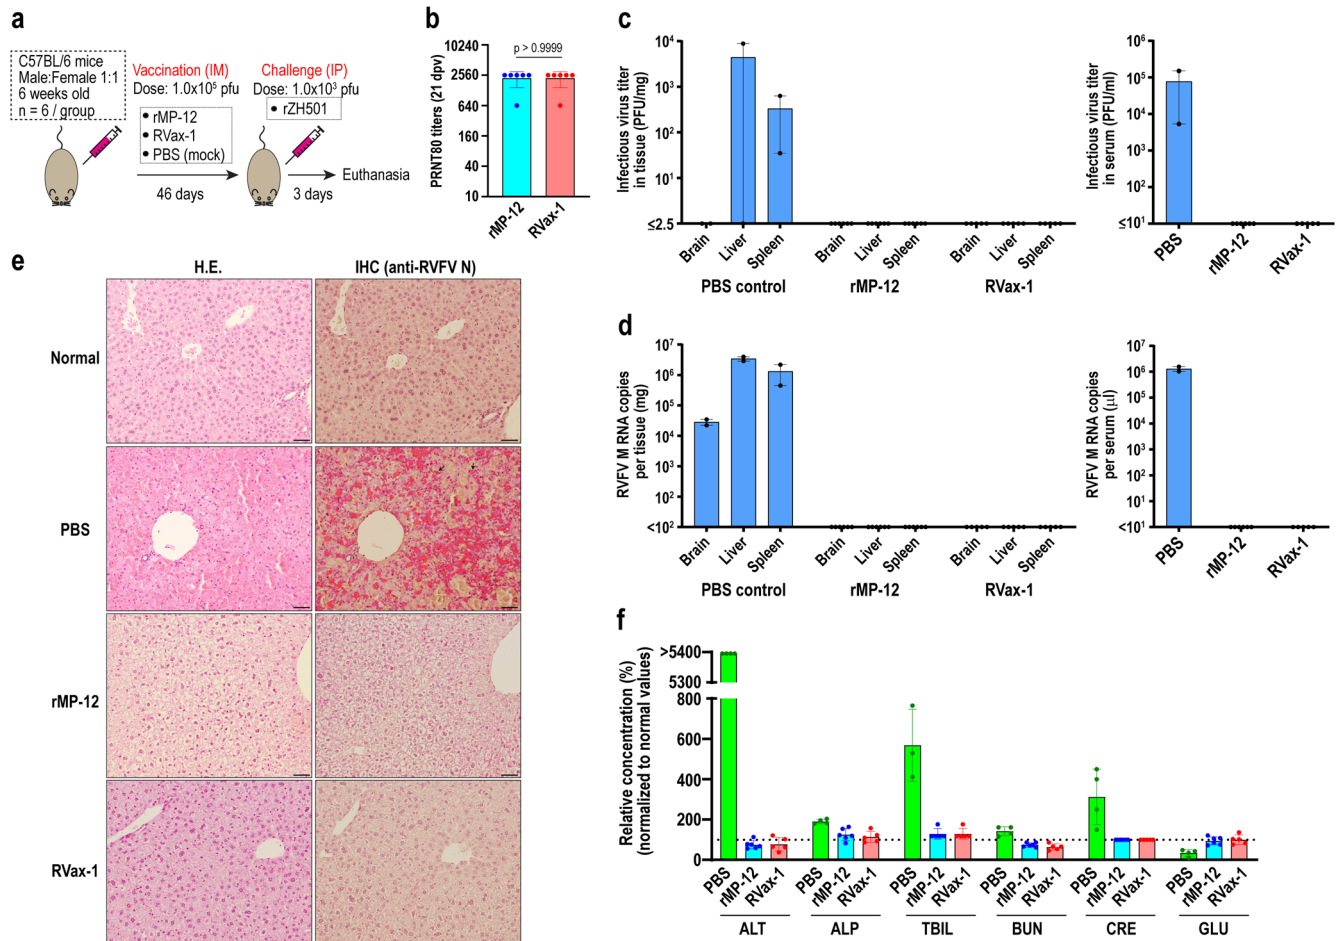 a
C57BL/6 mice
Male:Female 1:1
6 weeks old
n = 6 / group
Vaccination (IM)
Dose: 1.0x10⁵ pfu
• rMP-12
• RVax-1
• PBS (mock)
46 days
Challenge (IP)
Dose: 1.0x10³ pfu
• rZH501
3 days
Euthanasia
b
PRNT80 titers (21 dpv)
10240
2560
640
160
40
10
p > 0.9999
rMP-12
RVax-1
c
Infectious virus titer
in tissue (PFU/mg)
10⁴
10³
10²
10¹
≤2.5
Brain
Liver
Spleen
Brain
Liver
Spleen
Brain
Liver
Spleen
PBS control
rMP-12
RVax-1
Infectious virus titer
in serum (PFU/ml)
10⁶
10⁵
10⁴
10³
10²
≤10¹
PBS
rMP-12
RVax-1
d
RVFV M RNA copies
per tissue (mg)
10⁷
10⁶
10⁵
10⁴
10³
<10²
Brain
Liver
Spleen
Brain
Liver
Spleen
Brain
Liver
Spleen
PBS control
rMP-12
RVax-1
RVFV M RNA copies
per serum (μl)
10⁷
10⁶
10⁵
10⁴
10³
10²
<10¹
PBS
rMP-12
RVax-1
e
H.E.
IHC (anti-RVFV N)
Normal
PBS
rMP-12
RVax-1
f
Relative concentration (%)
(normalized to normal values)
>5400
5300
800
600
400
200
0
PBS
rMP-12
RVax-1
PBS
rMP-12
RVax-1
PBS
rMP-12
RVax-1
PBS
rMP-12
RVax-1
PBS
rMP-12
RVax-1
PBS
rMP-12
RVax-1
ALT
ALP
TBIL
BUN
CRE
GLU